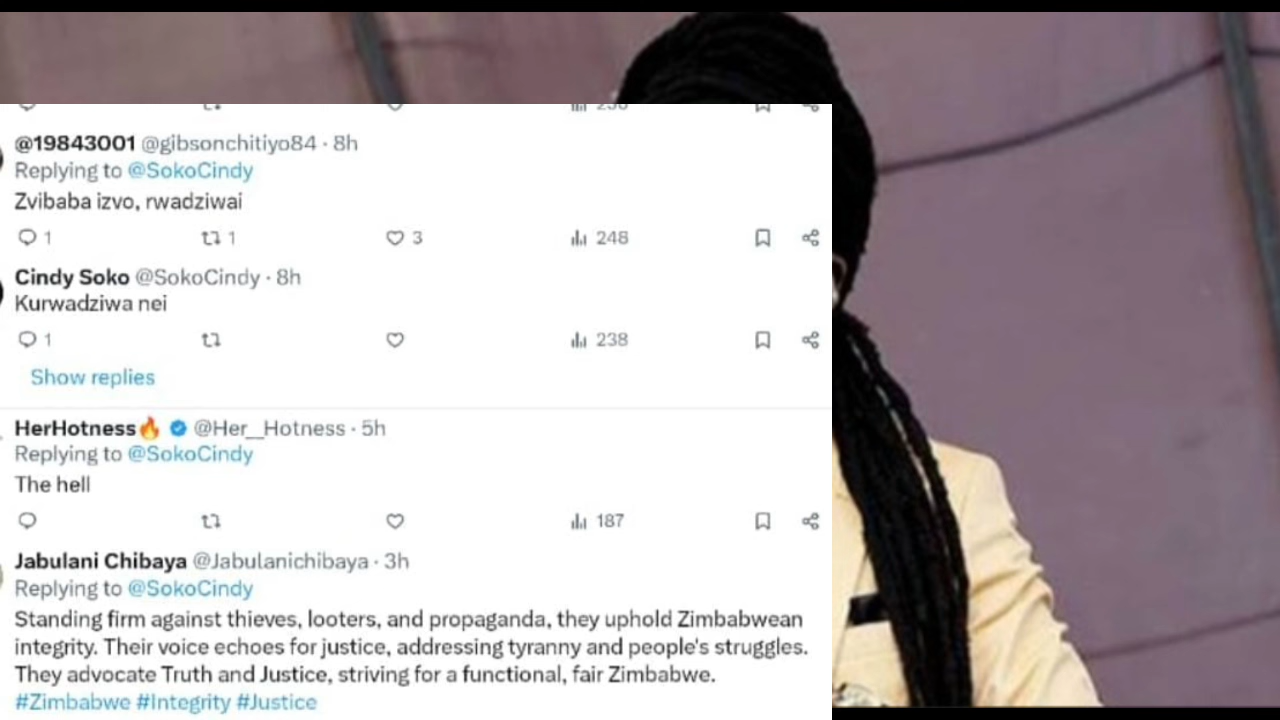 @19843001 @gibsonchitiyo84 · 8h
Replying to @SokoCindy
Zvibaba izvo, rwadziwai
1 1 3 248
Cindy Soko @SokoCindy · 8h
Kurwadziwa nei
1 238
Show replies
HerHotness🔥 @Her__Hotness · 5h
Replying to @SokoCindy
The hell
187
Jabulani Chibaya @Jabulanichibaya · 3h
Replying to @SokoCindy
Standing firm against thieves, looters, and propaganda, they uphold Zimbabwean
integrity. Their voice echoes for justice, addressing tyranny and people's struggles.
They advocate Truth and Justice, striving for a functional, fair Zimbabwe.
#Zimbabwe #Integrity #Justice